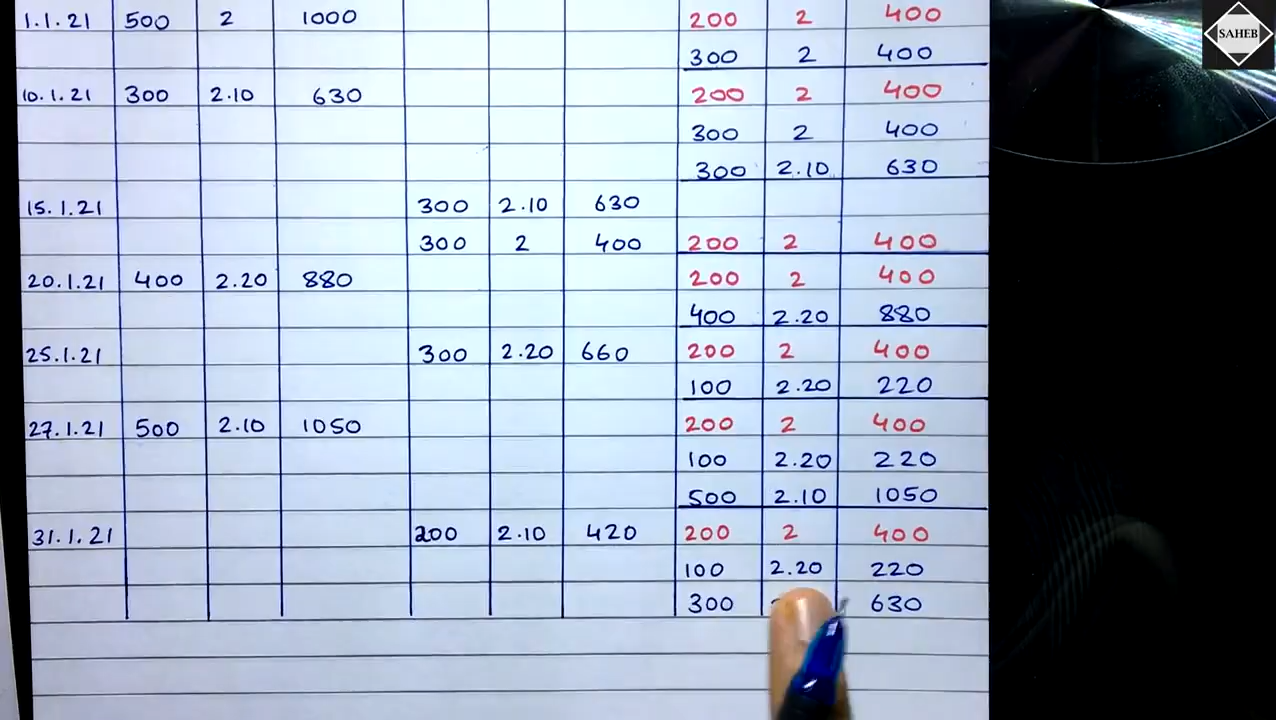 SAHEB
1.1.21 500 2 1000 200 2 400
300 2 400
10.1.21 300 2.10 630 200 2 400
300 2 400
300 2.10 630
15.1.21 300 2.10 630
300 2 400 200 2 400
20.1.21 400 2.20 880 200 2 400
400 2.20 880
25.1.21 300 2.20 660 200 2 400
100 2.20 220
27.1.21 500 2.10 1050 200 2 400
100 2.20 220
500 2.10 1050
31.1.21 200 2.10 420 200 2 400
100 2.20 220
300 630